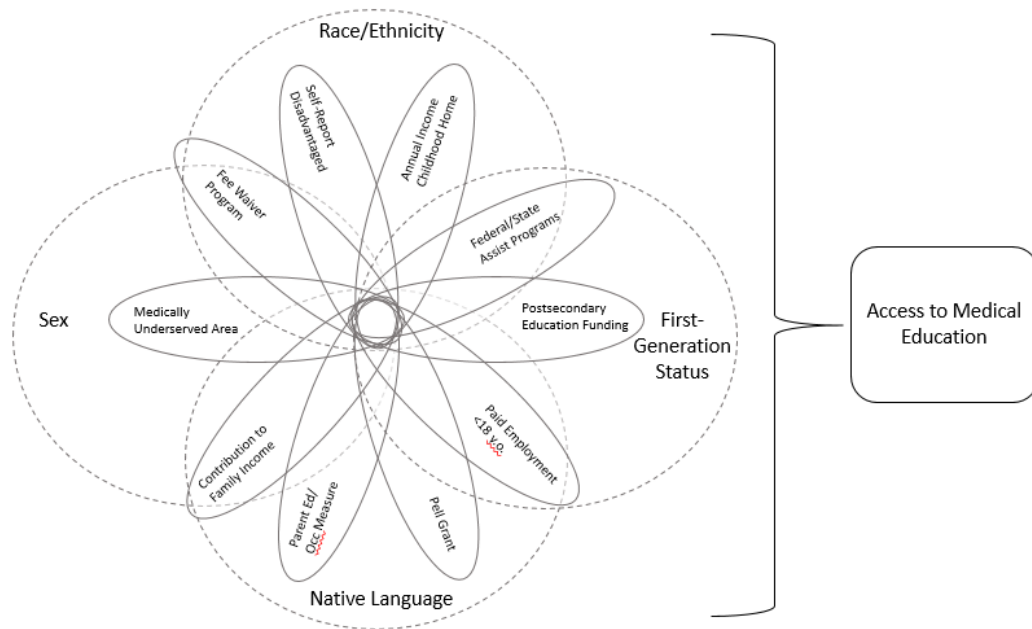 Race/Ethnicity
Self-Report
Disadvantaged
Annual Income
Childhood Home
Fee Waiver
Program
Federal/State
Assist Programs
Sex
Medically
Underserved Area
Postsecondary
Education Funding
First-
Generation
Status
Access to Medical
Education
Contribution to
Family Income
Parent Ed/
Occ Measure
Pell Grant
Paid Employment
<18 y.o.
Native Language